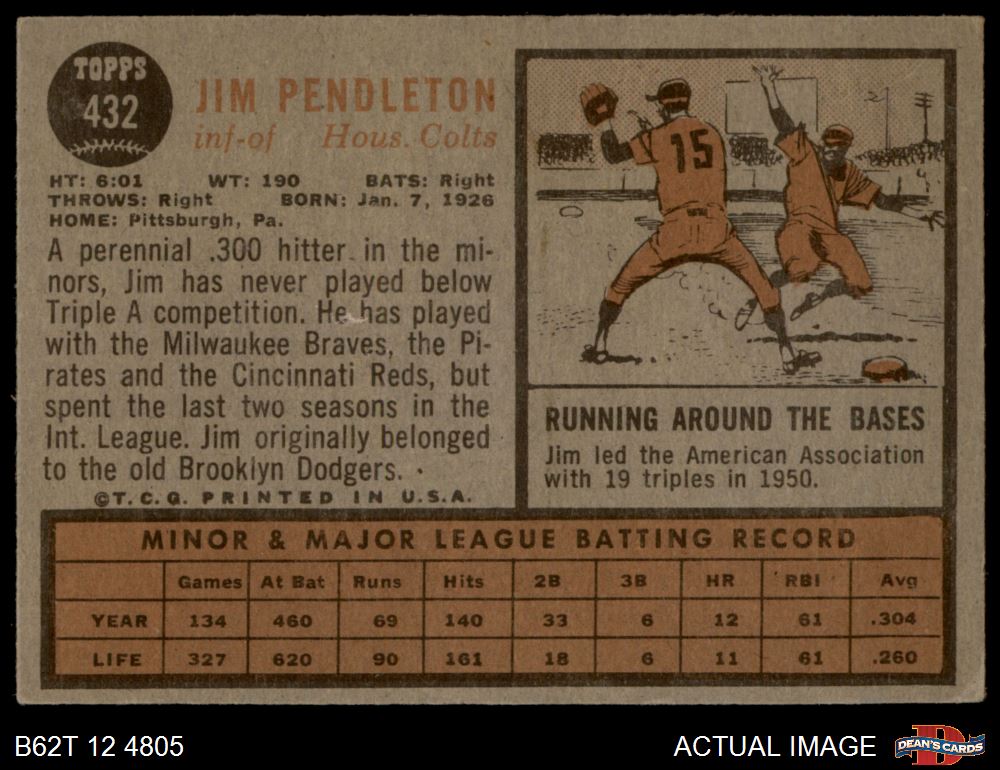 TOPPS
432
JIM PENDLETON
inf-of Hous. Colts
HT: 6:01 WT: 190 BATS: Right
THROWS: Right BORN: Jan. 7, 1926
HOME: Pittsburgh, Pa.
A perennial .300 hitter in the mi-
nors, Jim has never played below
Triple A competition. He has played
with the Milwaukee Braves, the Pi-
rates and the Cincinnati Reds, but
spent the last two seasons in the
Int. League. Jim originally belonged
to the old Brooklyn Dodgers.
©T.C.G. PRINTED IN U.S.A.
15
RUNNING AROUND THE BASES
Jim led the American Association
with 19 triples in 1950.
MINOR & MAJOR LEAGUE BATTING RECORD
Games At Bat Runs Hits 2B 3B HR RBI Avg
YEAR 134 460 69 140 33 6 12 61 .304
LIFE 327 620 90 161 18 6 11 61 .260
B62T 12 4805
ACTUAL IMAGE
D
DEAN'S CARDS